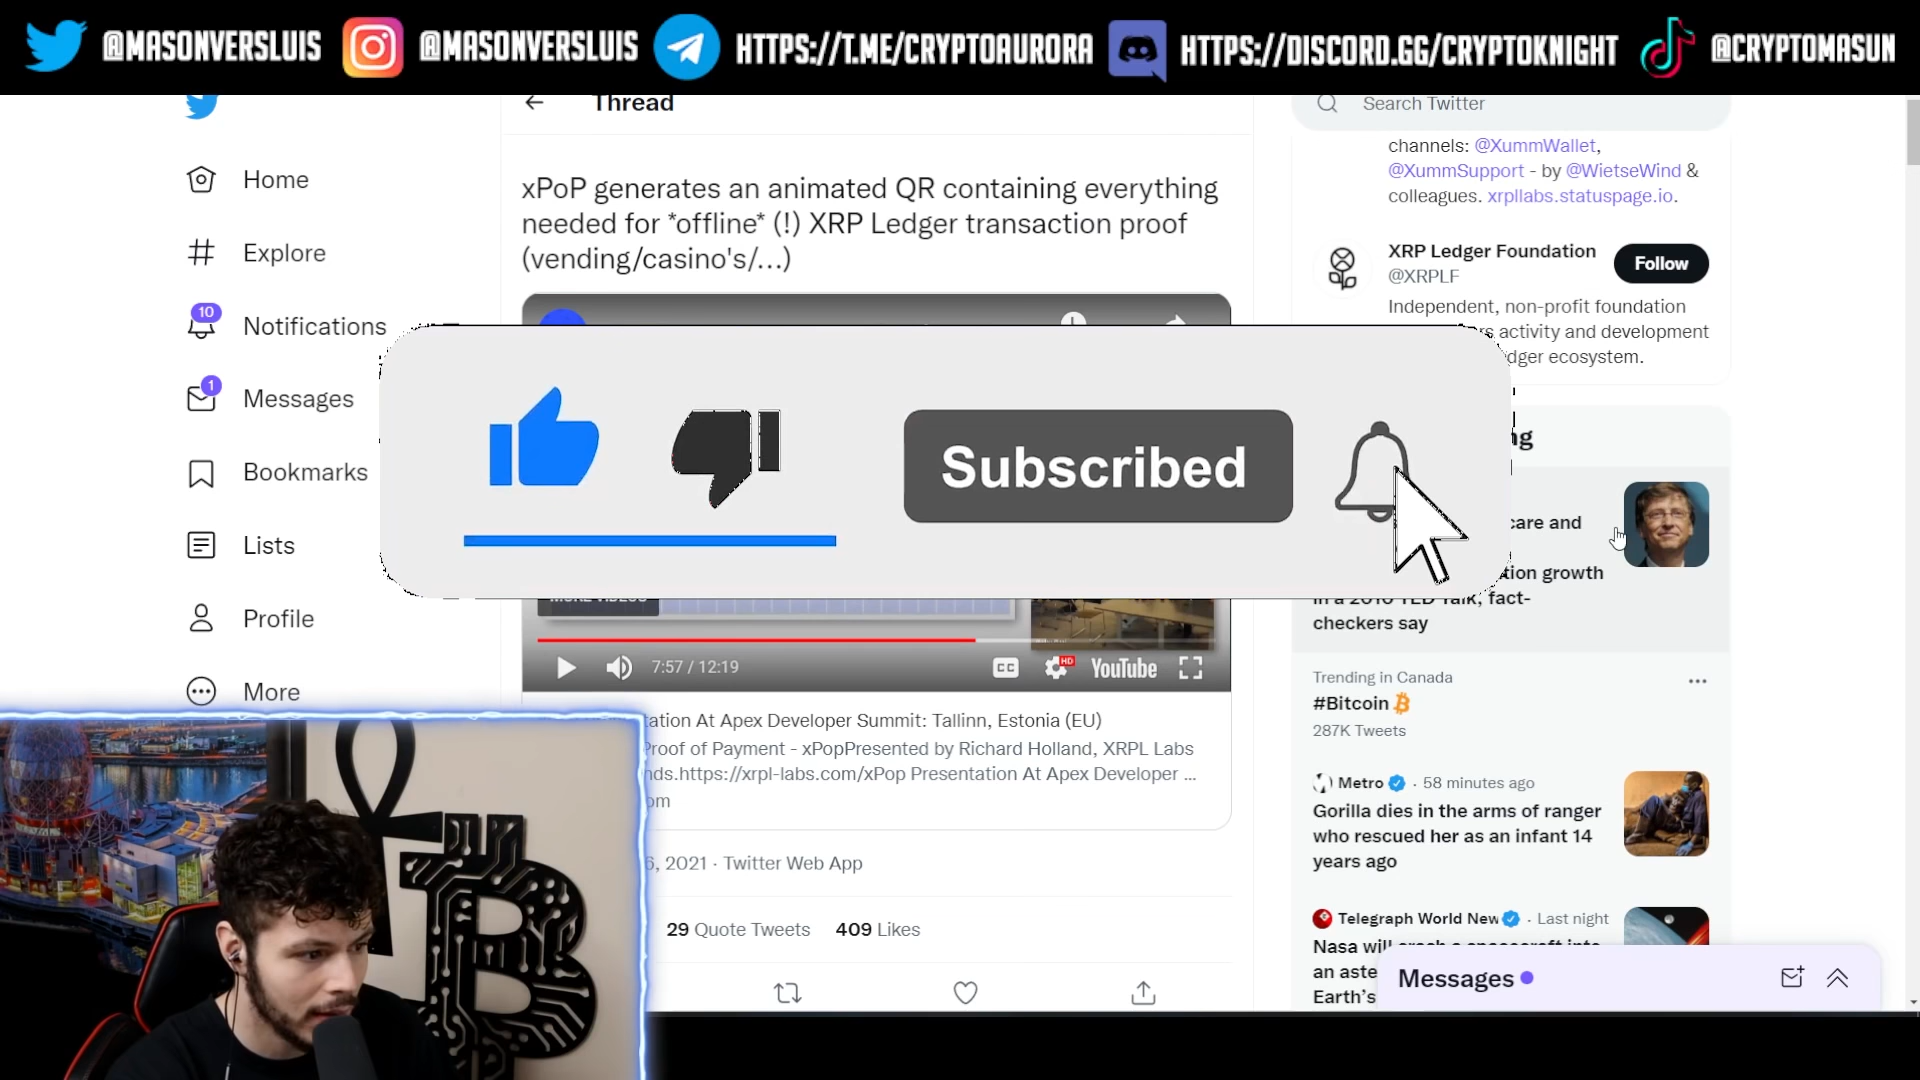 @MASONVERSLUIS @MASONVERSLUIS HTTPS://T.ME/CRYPTOAURORA HTTPS://DISCORD.GG/CRYPTOKNIGHT @CRYPTOMASUN
Home
Explore
10
Notifications
1
Messages
Bookmarks
Lists
Profile
More
Thread
xPoP generates an animated QR containing everything
needed for *offline* (!) XRP Ledger transaction proof
(vending/casino's/...)
Subscribed
MORE VIDEOS
7:57 / 12:19
CC
HD
YouTube
At Apex Developer Summit: Tallinn, Estonia (EU)
Proof of Payment - xPopPresented by Richard Holland, XRPL Labs
https://xrpl-labs.com/xPop Presentation At Apex Developer ...
6, 2021 · Twitter Web App
29 Quote Tweets 409 Likes
Search Twitter
channels: @XummWallet,
@XummSupport - by @WietseWind &
colleagues. xrpllabs.statuspage.io.
XRP Ledger Foundation
@XRPLF
Follow
Independent, non-profit foundation
activity and development
ecosystem.
care and
growth
in a 2010 TED Talk, fact-
checkers say
Trending in Canada
#Bitcoin
287K Tweets
Metro · 58 minutes ago
Gorilla dies in the arms of ranger
who rescued her as an infant 14
years ago
Telegraph World New · Last night
Nasa will crash a spacecraft into
an aste
Earth's
Messages